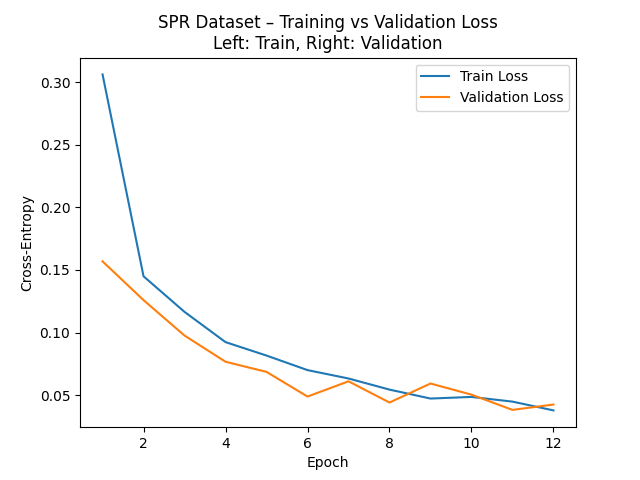 SPR Dataset – Training vs Validation Loss
Left: Train, Right: Validation
Train Loss
Validation Loss
Cross-Entropy
0.30
0.25
0.20
0.15
0.10
0.05
2
4
6
8
10
12
Epoch